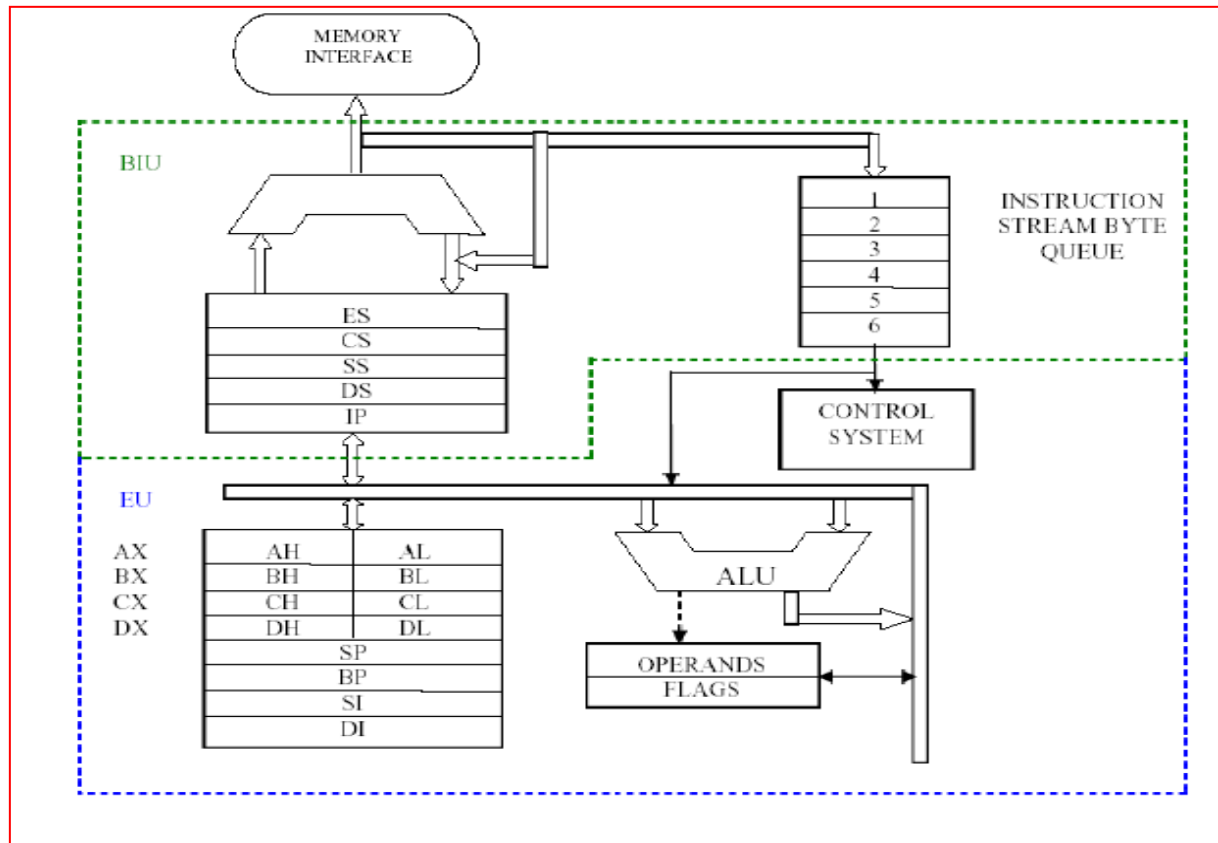 MEMORY
INTERFACE
BIU
1
2
3
4
5
6
INSTRUCTION
STREAM BYTE
QUEUE
ES
CS
SS
DS
IP
CONTROL
SYSTEM
EU
AX AH AL
BX BH BL
CX CH CL
DX DH DL
SP
BP
SI
DI
ALU
OPERANDS
FLAGS